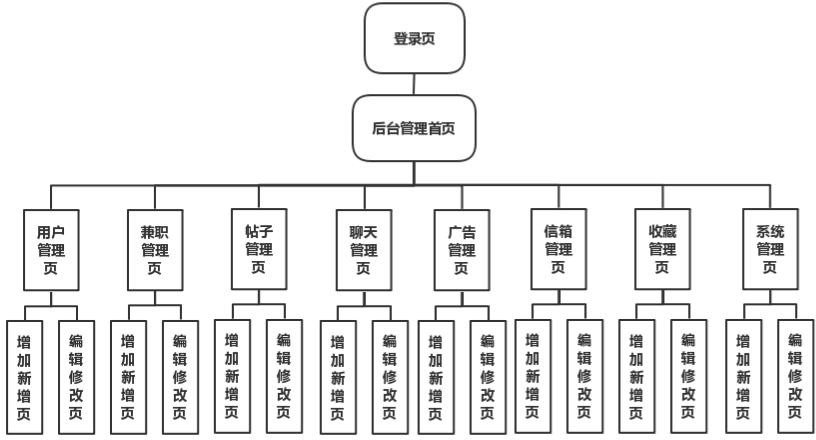 登录页
后台管理首页
用户
管理
页
兼职
管理
页
帖子
管理
页
聊天
管理
页
广告
管理
页
信箱
管理
页
收藏
管理
页
系统
管理
页
增加新增页
编辑修改页
增加新增页
编辑修改页
增加新增页
编辑修改页
增加新增页
编辑修改页
增加新增页
编辑修改页
增加新增页
编辑修改页
增加新增页
编辑修改页
增加新增页
编辑修改页